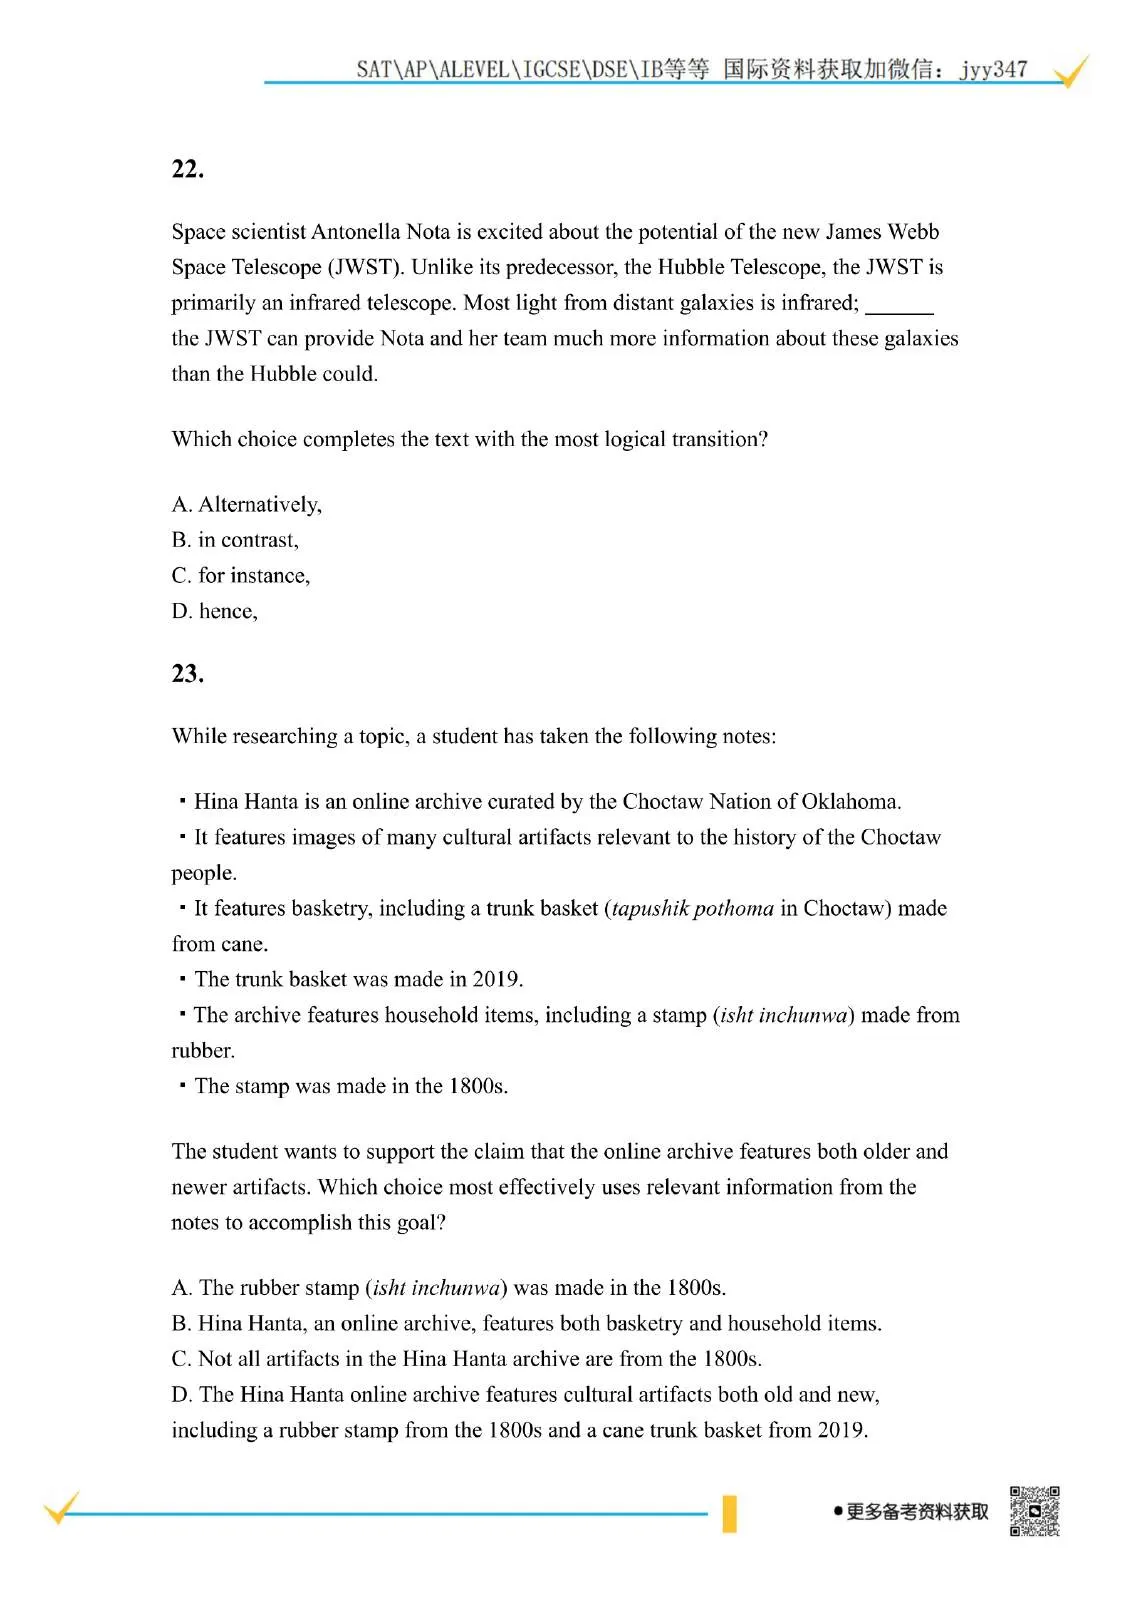 SAT\AP\ALEVEL\IGCSE\DSE\IB等等 国际资料获取加微信：jyy347
22.
Space scientist Antonella Nota is excited about the potential of the new James Webb
Space Telescope (JWST). Unlike its predecessor, the Hubble Telescope, the JWST is
primarily an infrared telescope. Most light from distant galaxies is infrared; ______
the JWST can provide Nota and her team much more information about these galaxies
than the Hubble could.
Which choice completes the text with the most logical transition?
A. Alternatively,
B. in contrast,
C. for instance,
D. hence,
23.
While researching a topic, a student has taken the following notes:
▪ Hina Hanta is an online archive curated by the Choctaw Nation of Oklahoma.
▪ It features images of many cultural artifacts relevant to the history of the Choctaw
people.
▪ It features basketry, including a trunk basket (tapushik pothoma in Choctaw) made
from cane.
▪ The trunk basket was made in 2019.
▪ The archive features household items, including a stamp (isht inchunwa) made from
rubber.
▪ The stamp was made in the 1800s.
The student wants to support the claim that the online archive features both older and
newer artifacts. Which choice most effectively uses relevant information from the
notes to accomplish this goal?
A. The rubber stamp (isht inchunwa) was made in the 1800s.
B. Hina Hanta, an online archive, features both basketry and household items.
C. Not all artifacts in the Hina Hanta archive are from the 1800s.
D. The Hina Hanta online archive features cultural artifacts both old and new,
including a rubber stamp from the 1800s and a cane trunk basket from 2019.
●更多备考资料获取